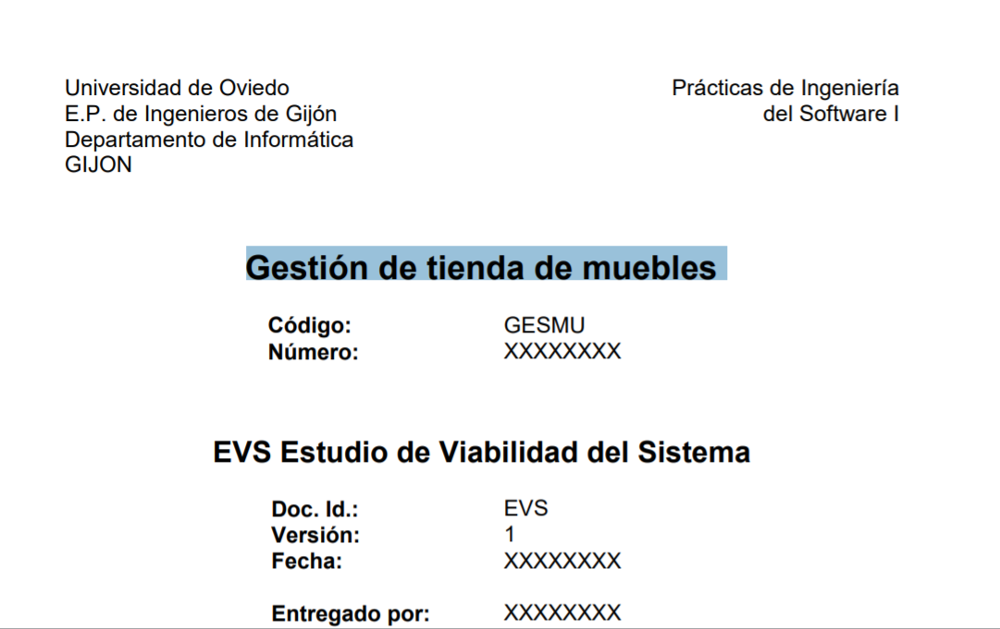 Universidad de Oviedo
E.P. de Ingenieros de Gijón
Departamento de Informática
GIJON
Prácticas de Ingeniería
del Software I
Gestión de tienda de muebles
Código: GESMU
Número: XXXXXXXX
EVS Estudio de Viabilidad del Sistema
Doc. Id.: EVS
Versión: 1
Fecha: XXXXXXXX
Entregado por: XXXXXXXX